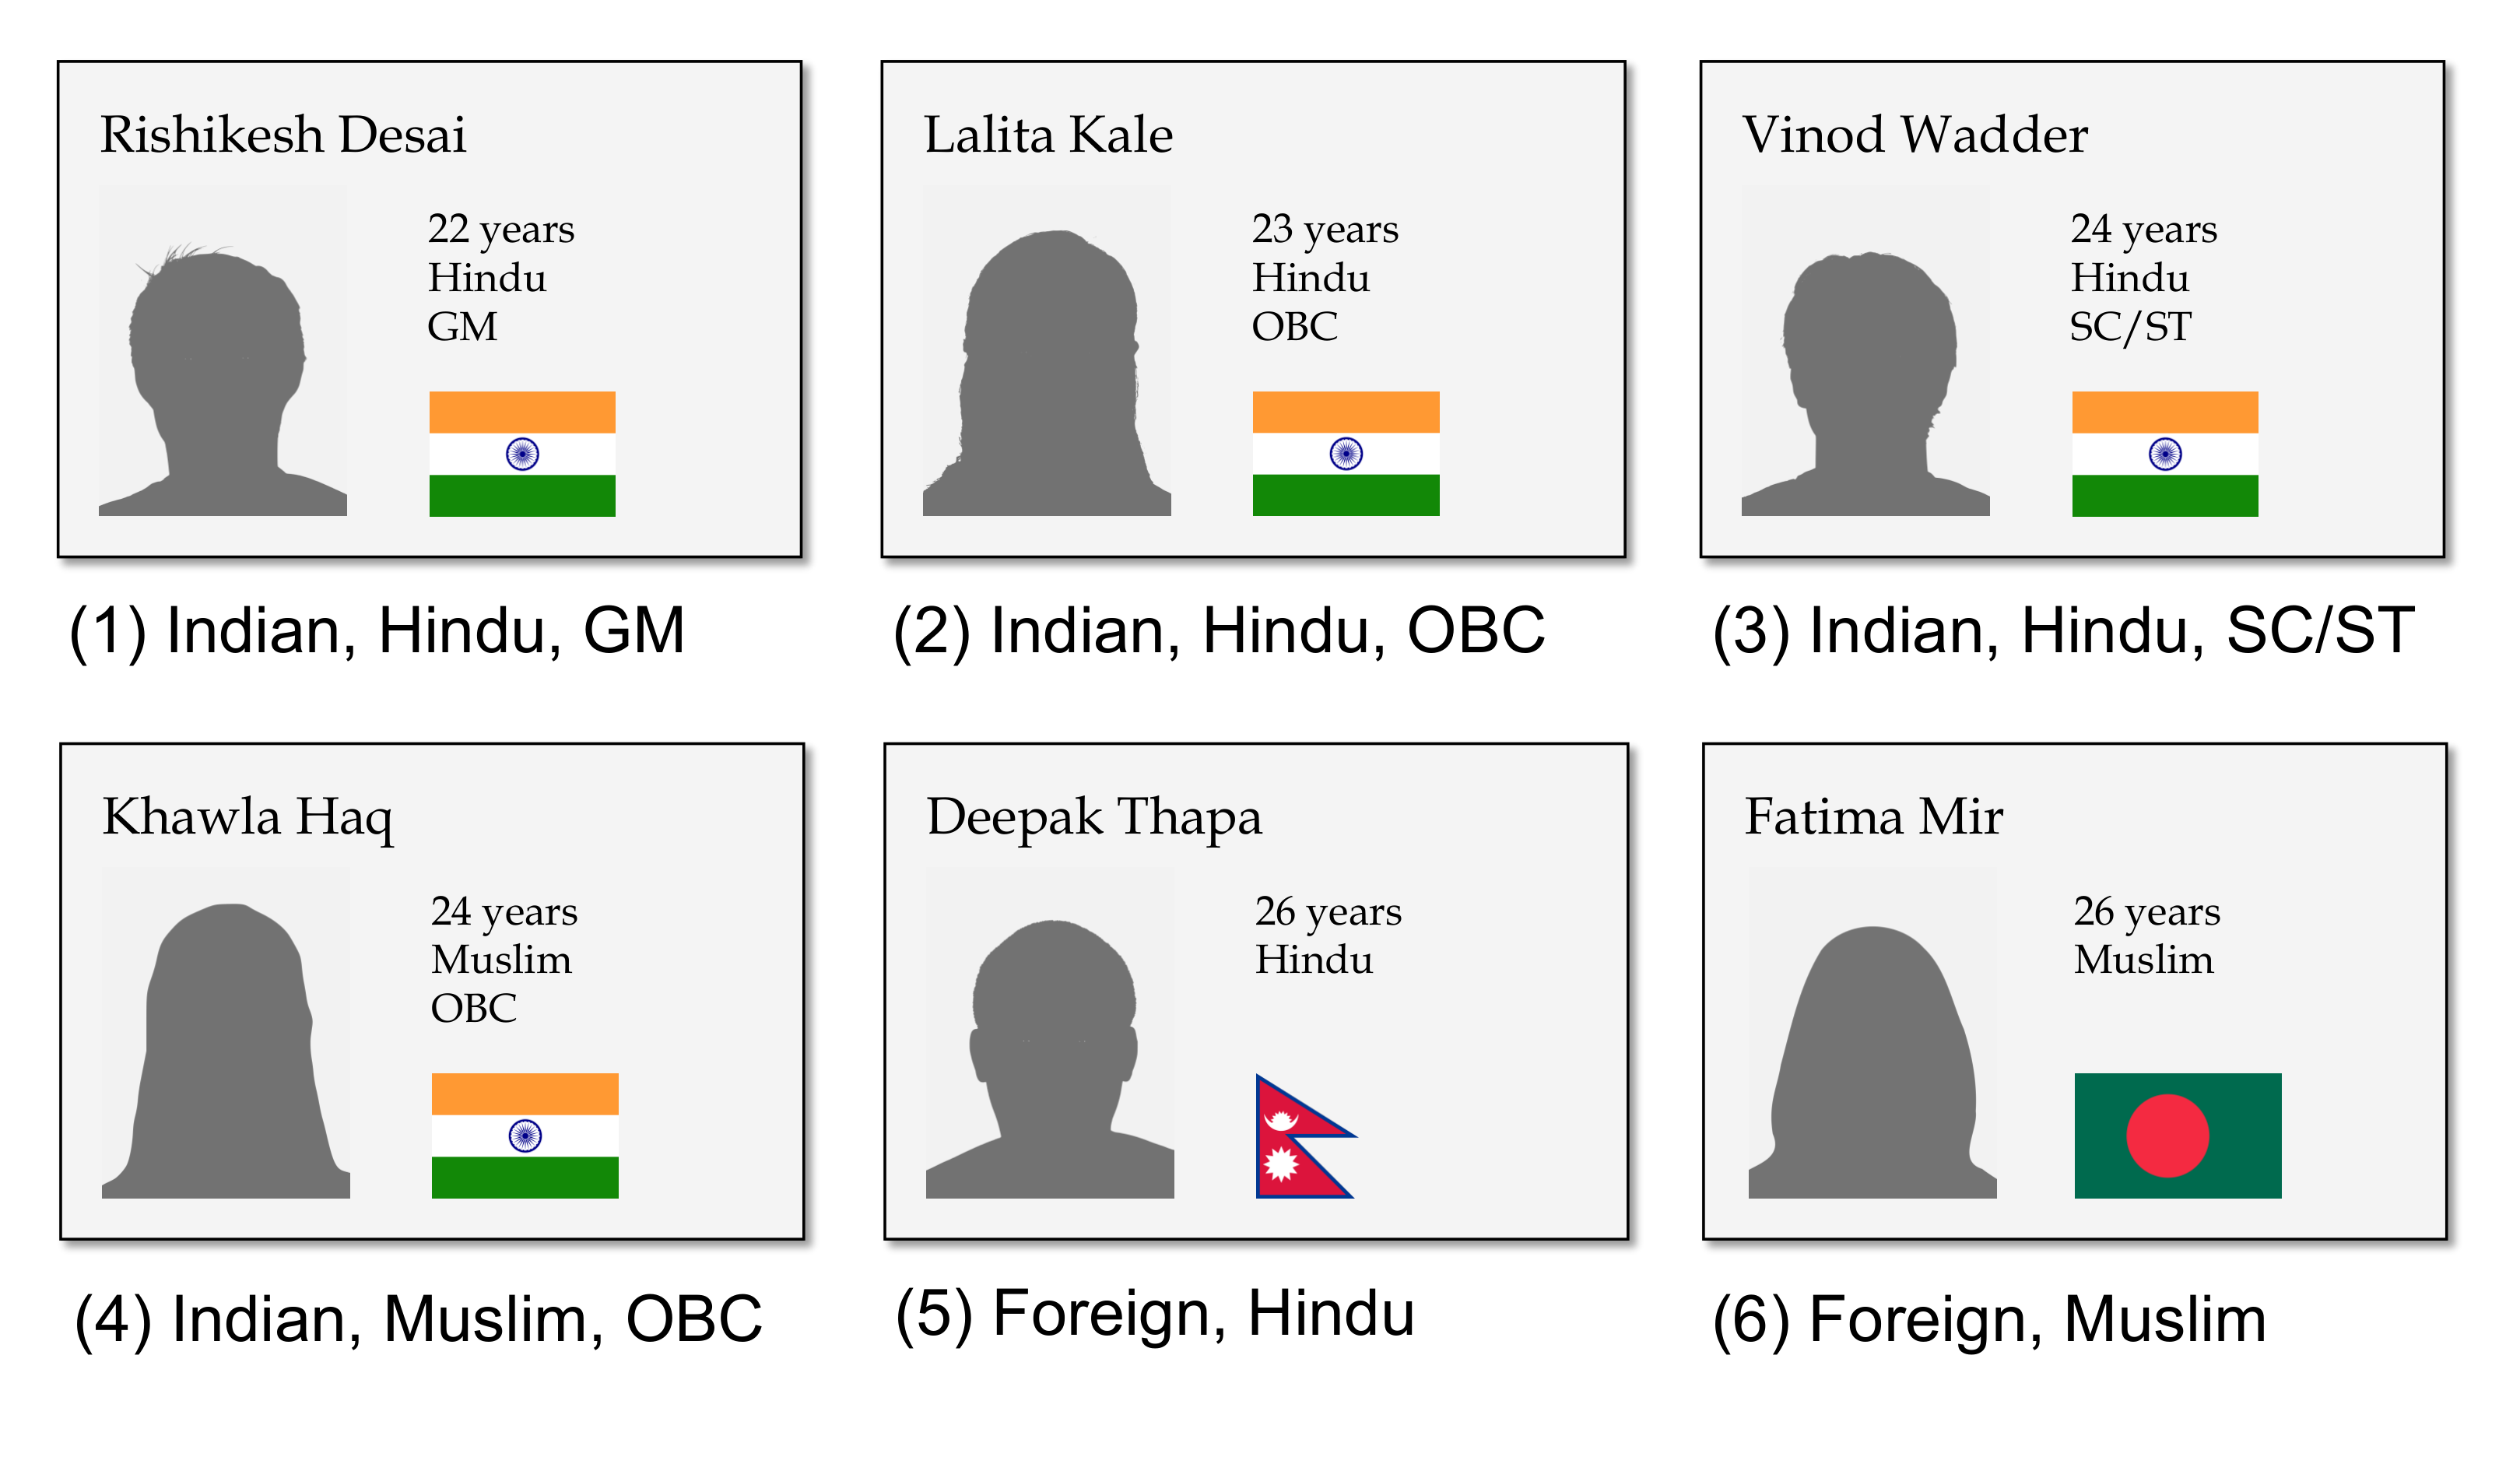 Rishikesh Desai
22 years
Hindu
GM
(1) Indian, Hindu, GM
Lalita Kale
23 years
Hindu
OBC
(2) Indian, Hindu, OBC
Vinod Wadder
24 years
Hindu
SC/ST
(3) Indian, Hindu, SC/ST
Khawla Haq
24 years
Muslim
OBC
(4) Indian, Muslim, OBC
Deepak Thapa
26 years
Hindu
(5) Foreign, Hindu
Fatima Mir
26 years
Muslim
(6) Foreign, Muslim